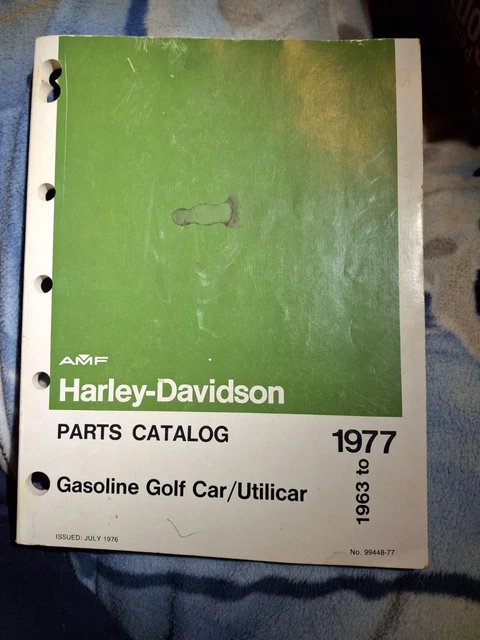 AMF
Harley-Davidson
PARTS CATALOG
1977
1963 to
Gasoline Golf Car/Utilicar
ISSUED: JULY 1976
No. 99448-77